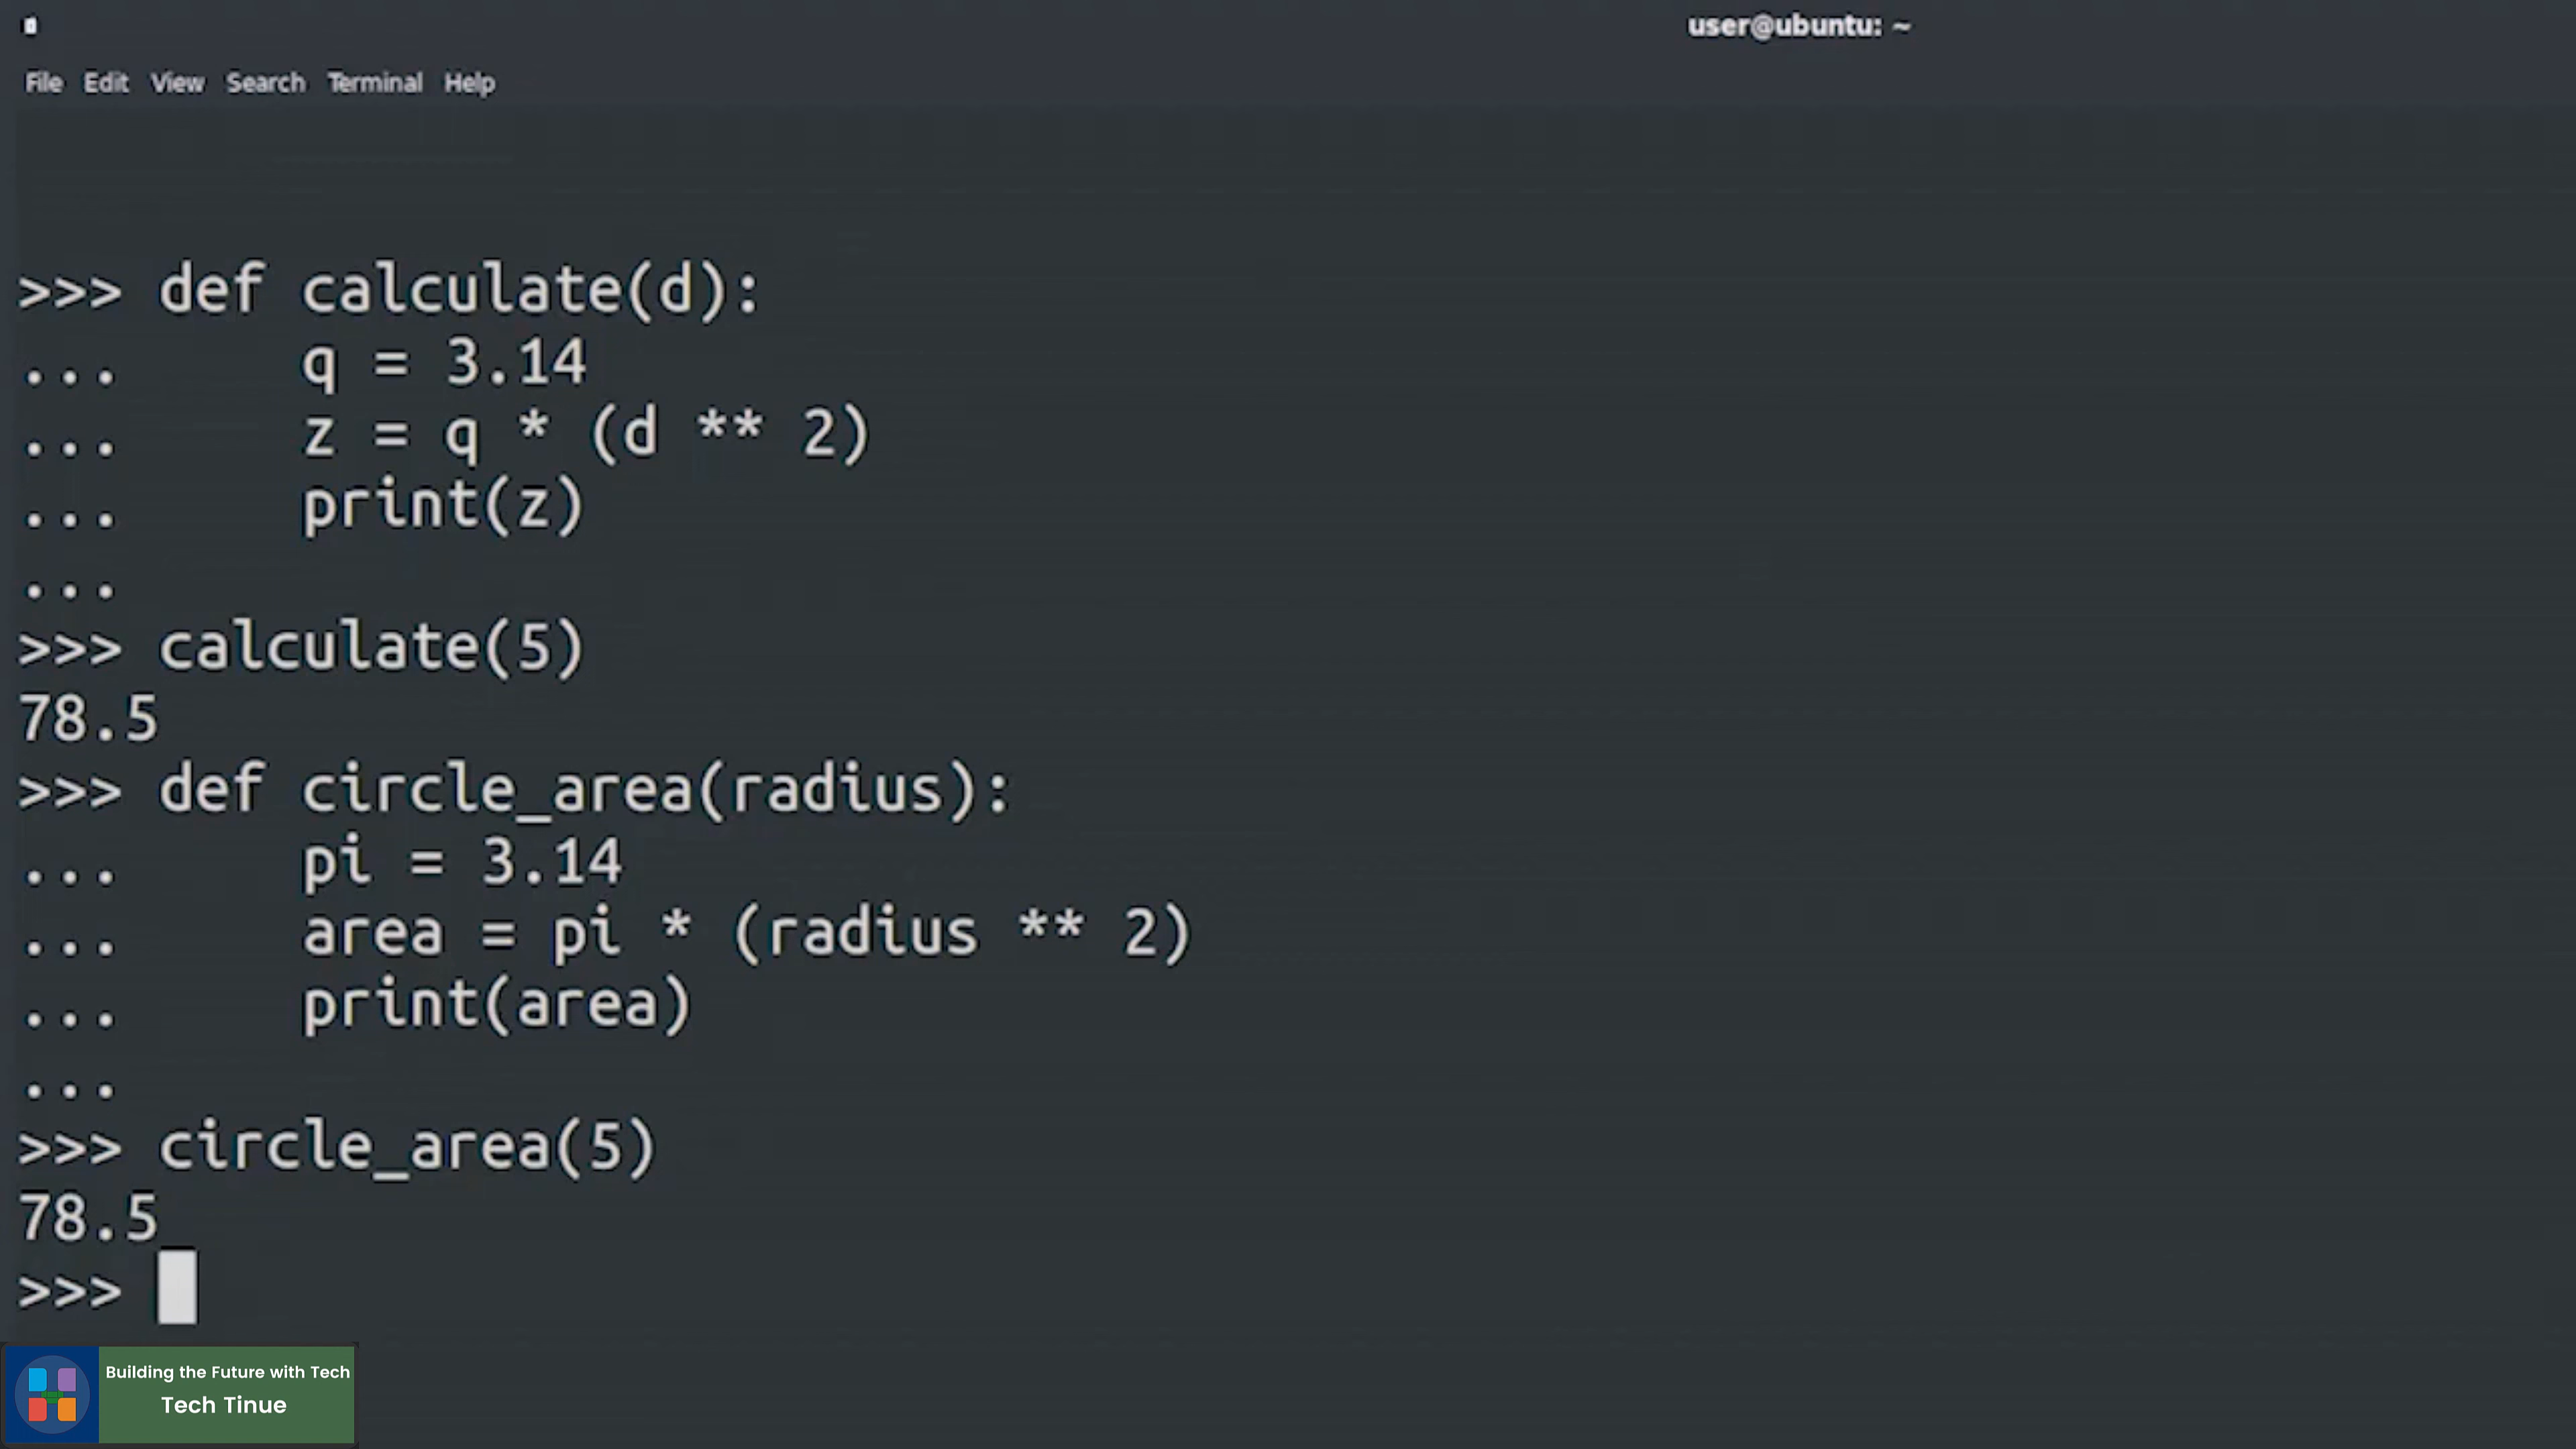 user@ubuntu: ~
File Edit View Search Terminal Help
>>> def calculate(d):
...     q = 3.14
...     z = q * (d ** 2)
...     print(z)
...
>>> calculate(5)
78.5
>>> def circle_area(radius):
...     pi = 3.14
...     area = pi * (radius ** 2)
...     print(area)
...
>>> circle_area(5)
78.5
>>>
Building the Future with Tech
Tech Tinue